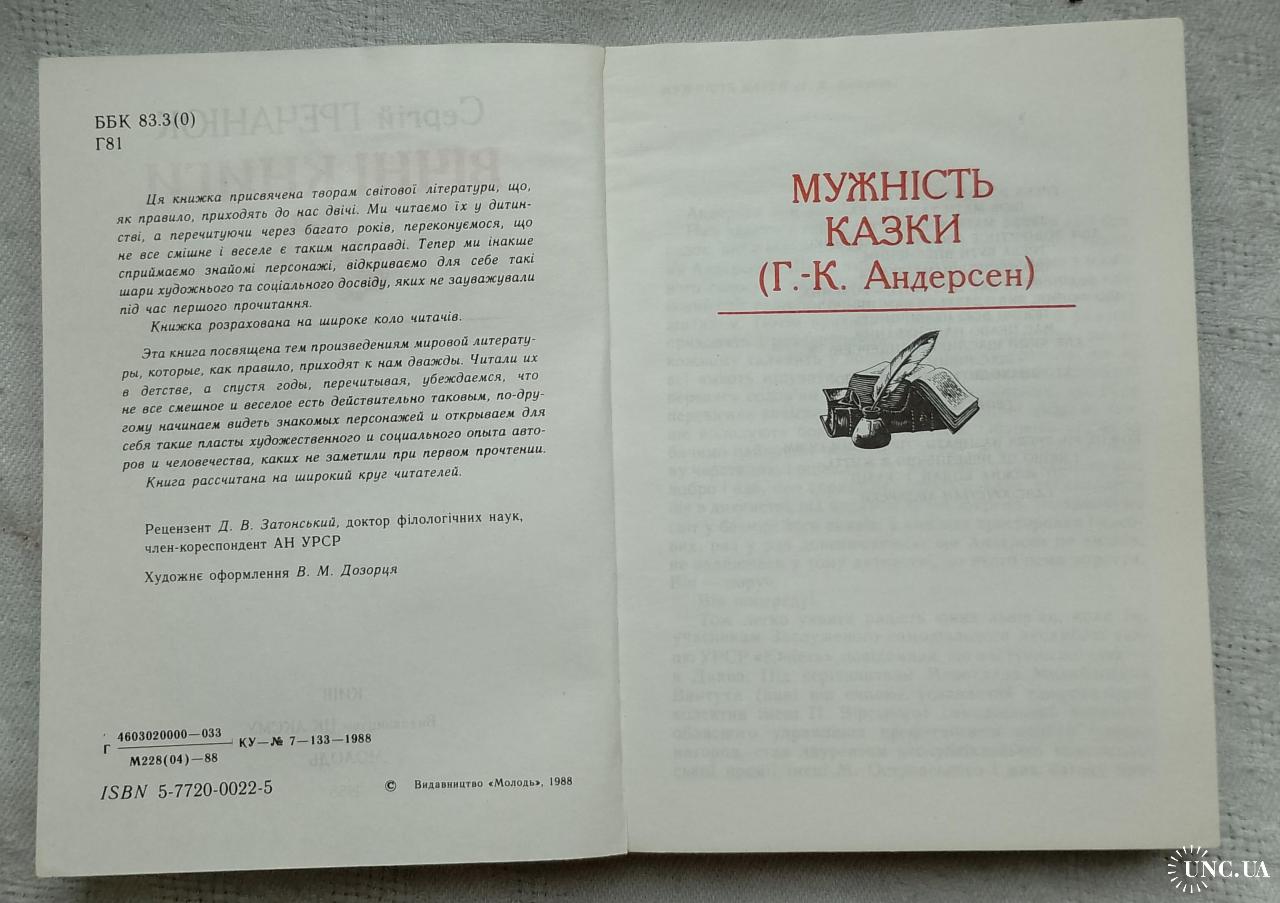 ББК 83.3(0)
Г81
Ця книжка присвячена творам світової літератури, що,
як правило, приходять до нас двічі. Ми читаємо їх у дитин-
стві, а перечитуючи через багато років, переконуємося, що
не все смішне і веселе є таким насправді. Тепер ми інакше
сприймаємо знайомі персонажі, відкриваємо для себе такі
шари художнього та соціального досвіду, яких не зауважували
під час першого прочитання.
Книжка розрахована на широке коло читачів.
Эта книга посвящена тем произведениям мировой литерату-
ры, которые, как правило, приходят к нам дважды. Читали их
в детстве, а спустя годы, перечитывая, убеждаемся, что
не все смешное и веселое есть действительно таковым, по-дру-
гому начинаем видеть знакомых персонажей и открываем для
себя такие пласты художественного и социального опыта авто-
ров и человечества, каких не заметили при первом прочтении.
Книга рассчитана на широкий круг читателей.
Рецензент Д. В. Затонський, доктор філологічних наук,
член-кореспондент АН УРСР
Художнє оформлення В. М. Дозорця
Г 4603020000—033
М228(04)—88
КУ—№ 7—133—1988
ISBN 5-7720-0022-5
© Видавництво «Молодь», 1988
МУЖНІСТЬ
КАЗКИ
(Г.-К. Андерсен)
UNC.UA